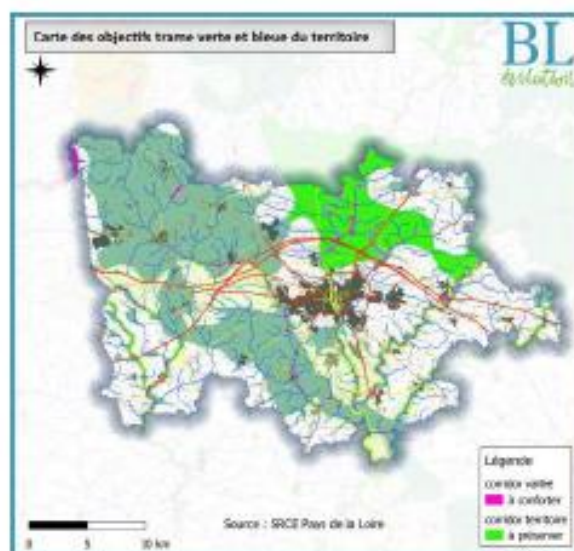 Carte des objectifs trame verte et bleue du territoire
BL
évolution
Légende
corridor vallée
à conforter
corridor territoire
à préserver
0 5 10 km
Source : SRCE Pays de la Loire